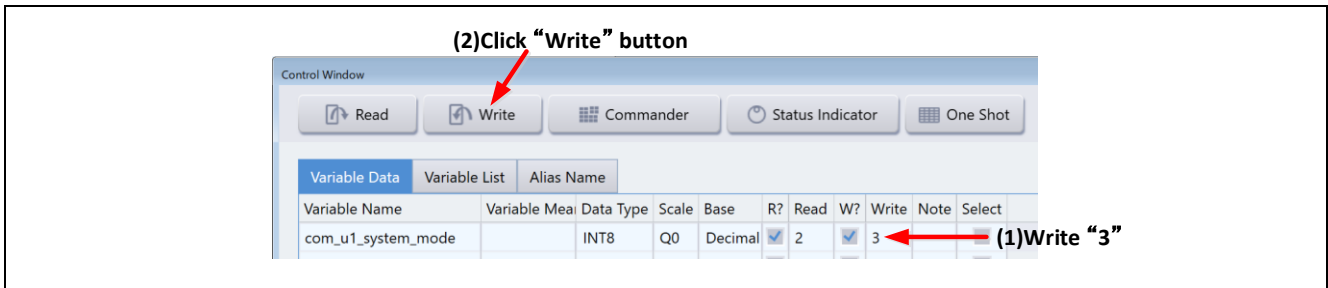 (2)Click “Write” button
Control Window
Read Write Commander Status Indicator One Shot
Variable Data Variable List Alias Name
Variable Name Variable Mea Data Type Scale Base R? Read W? Write Note Select
com_u1_system_mode INT8 Q0 Decimal 2 3
(1)Write “3”